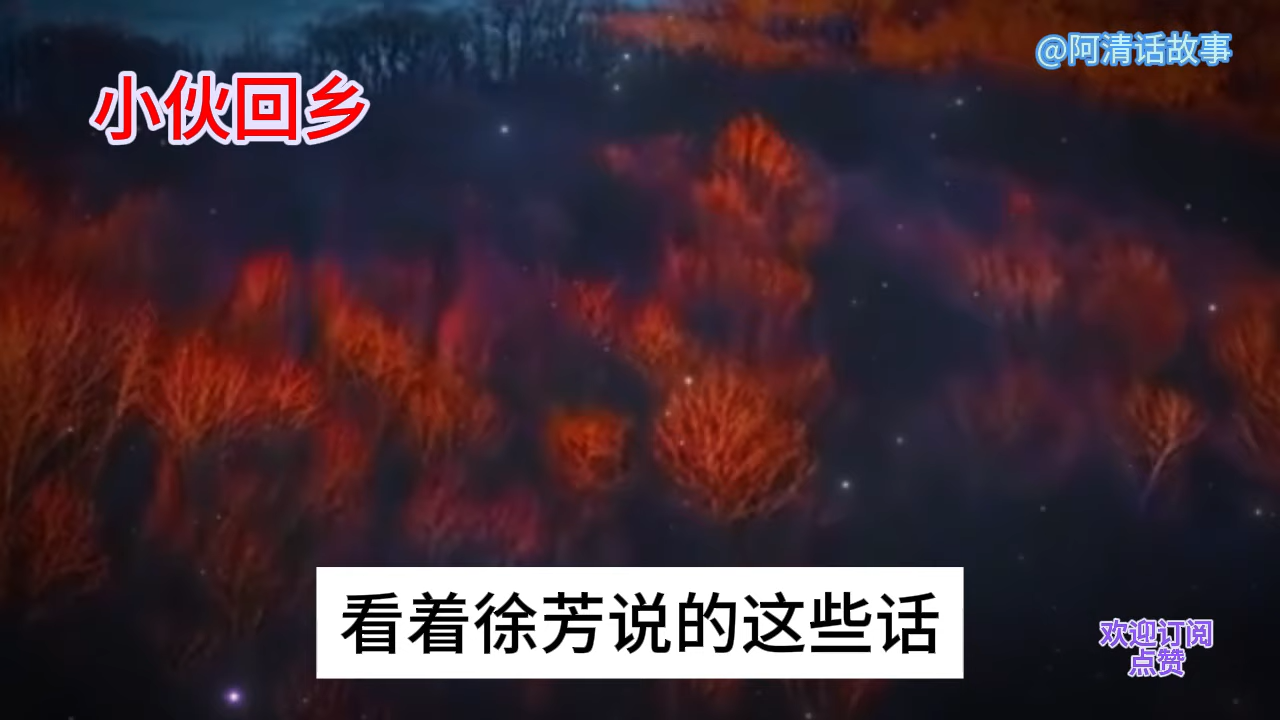 @阿清话故事
小伙回乡
看着徐芳说的这些话
欢迎订阅
点赞